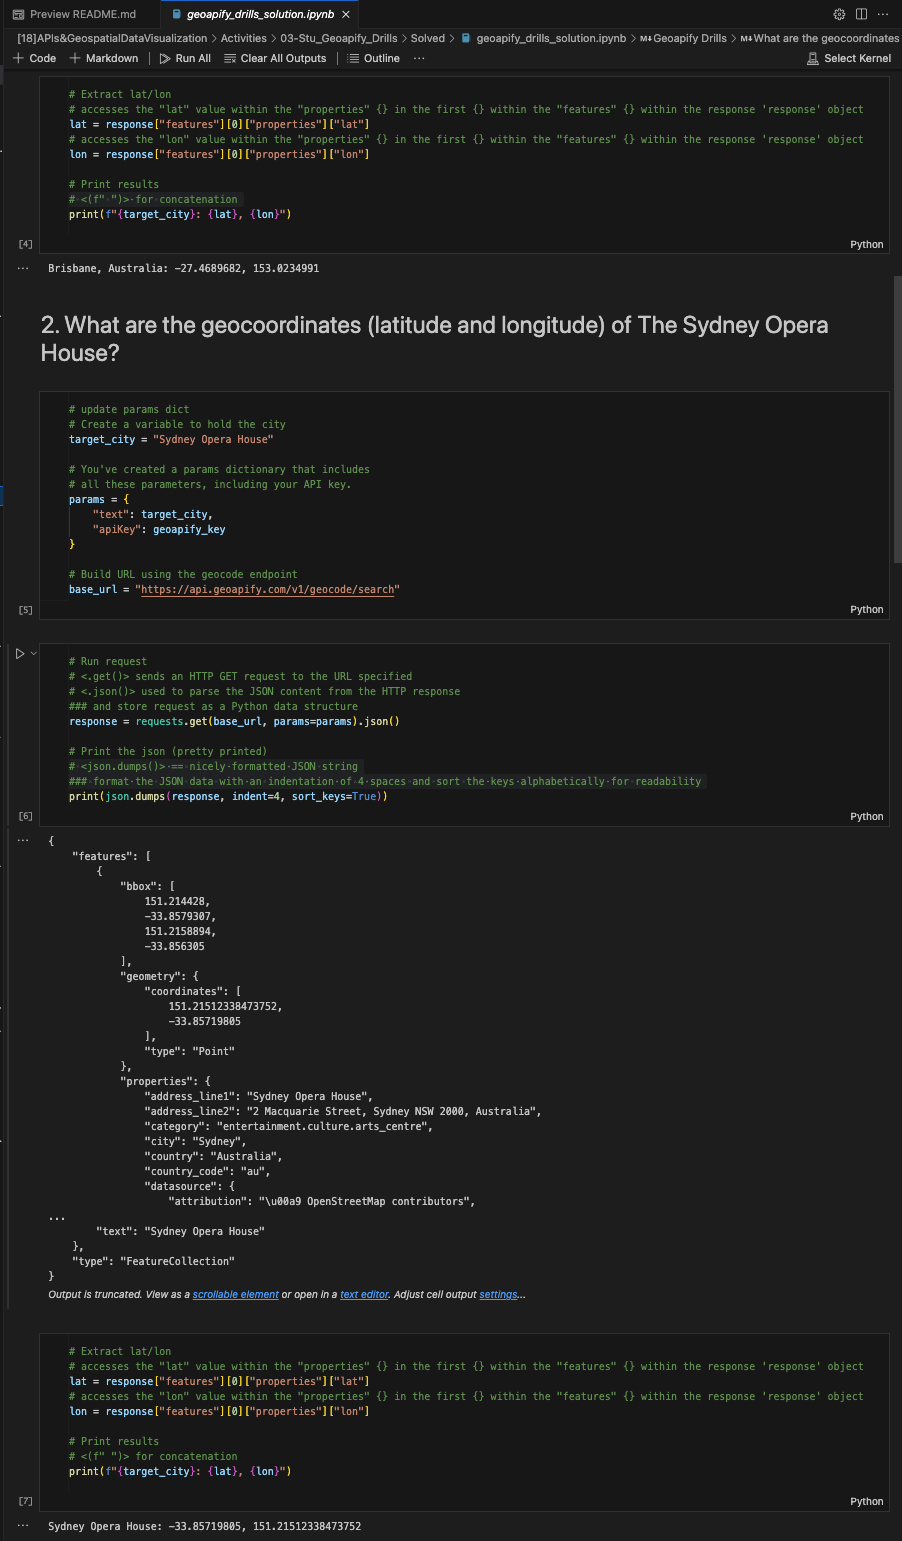 Preview README.md
geoapify_drills_solution.ipynb ×
[18]APIs&GeospatialDataVisualization > Activities > 03-Stu_Geoapify_Drills > Solved > geoapify_drills_solution.ipynb > M↓Geoapify Drills > M↓What are the geocoordinates
+ Code + Markdown | Run All Clear All Outputs | Outline ··· Select Kernel
# Extract lat/lon
# accesses the "lat" value within the "properties" {} in the first {} within the "features" {} within the response 'response' object
lat = response["features"][0]["properties"]["lat"]
# accesses the "lon" value within the "properties" {} in the first {} within the "features" {} within the response 'response' object
lon = response["features"][0]["properties"]["lon"]
# Print results
# <(f" ")> for concatenation
print(f"{target_city}: {lat}, {lon}")
[4] Python
··· Brisbane, Australia: -27.4689682, 153.0234991
2. What are the geocoordinates (latitude and longitude) of The Sydney Opera
House?
# update params dict
# Create a variable to hold the city
target_city = "Sydney Opera House"
# You've created a params dictionary that includes
# all these parameters, including your API key.
params = {
    "text": target_city,
    "apiKey": geoapify_key
}
# Build URL using the geocode endpoint
base_url = "https://api.geoapify.com/v1/geocode/search"
[5] Python
# Run request
# <.get()> sends an HTTP GET request to the URL specified
# <.json()> used to parse the JSON content from the HTTP response
### and store request as a Python data structure
response = requests.get(base_url, params=params).json()
# Print the json (pretty printed)
# <json.dumps()> == nicely formatted JSON string
### format the JSON data with an indentation of 4 spaces and sort the keys alphabetically for readability
print(json.dumps(response, indent=4, sort_keys=True))
[6] Python
··· {
    "features": [
        {
            "bbox": [
                151.214428,
                -33.8579307,
                151.2158894,
                -33.856305
            ],
            "geometry": {
                "coordinates": [
                    151.21512338473752,
                    -33.85719805
                ],
                "type": "Point"
            },
            "properties": {
                "address_line1": "Sydney Opera House",
                "address_line2": "2 Macquarie Street, Sydney NSW 2000, Australia",
                "category": "entertainment.culture.arts_centre",
                "city": "Sydney",
                "country": "Australia",
                "country_code": "au",
                "datasource": {
                    "attribution": "\u00a9 OpenStreetMap contributors",
...
        "text": "Sydney Opera House"
    },
    "type": "FeatureCollection"
}
Output is truncated. View as a scrollable element or open in a text editor. Adjust cell output settings...
# Extract lat/lon
# accesses the "lat" value within the "properties" {} in the first {} within the "features" {} within the response 'response' object
lat = response["features"][0]["properties"]["lat"]
# accesses the "lon" value within the "properties" {} in the first {} within the "features" {} within the response 'response' object
lon = response["features"][0]["properties"]["lon"]
# Print results
# <(f" ")> for concatenation
print(f"{target_city}: {lat}, {lon}")
[7] Python
··· Sydney Opera House: -33.85719805, 151.21512338473752